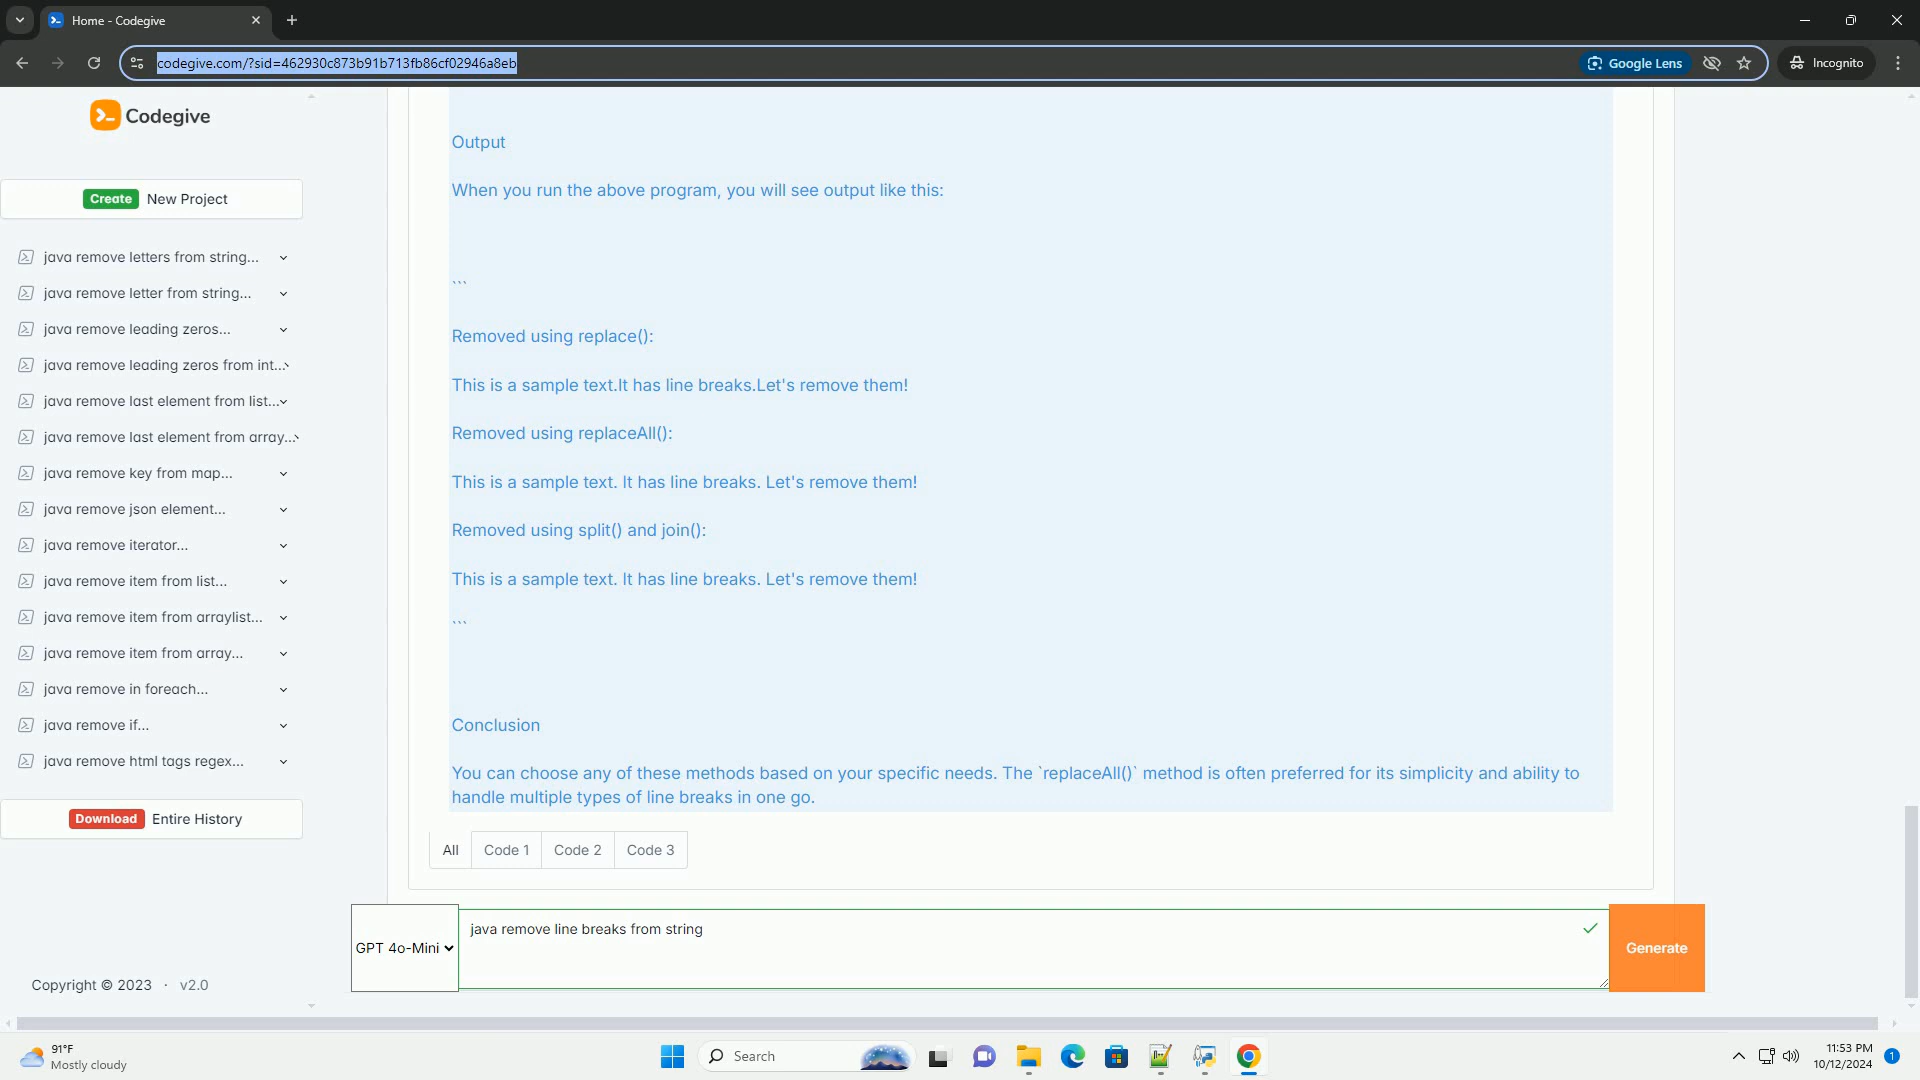 Home - Codegive
codegive.com/?sid=462930c873b91b713fb86cf02946a8eb
Google Lens
Incognito
Codegive
Create New Project
java remove letters from string...
java remove letter from string...
java remove leading zeros...
java remove leading zeros from int...
java remove last element from list...
java remove last element from array...
java remove key from map...
java remove json element...
java remove iterator...
java remove item from list...
java remove item from arraylist...
java remove item from array...
java remove in foreach...
java remove if...
java remove html tags regex...
Download Entire History
Copyright © 2023 · v2.0
Output
When you run the above program, you will see output like this:
```
Removed using replace():
This is a sample text.It has line breaks.Let's remove them!
Removed using replaceAll():
This is a sample text. It has line breaks. Let's remove them!
Removed using split() and join():
This is a sample text. It has line breaks. Let's remove them!
```
Conclusion
You can choose any of these methods based on your specific needs. The `replaceAll()` method is often preferred for its simplicity and ability to
handle multiple types of line breaks in one go.
All Code 1 Code 2 Code 3
GPT 4o-Mini
java remove line breaks from string
Generate
91°F
Mostly cloudy
Search
11:53 PM
10/12/2024
1